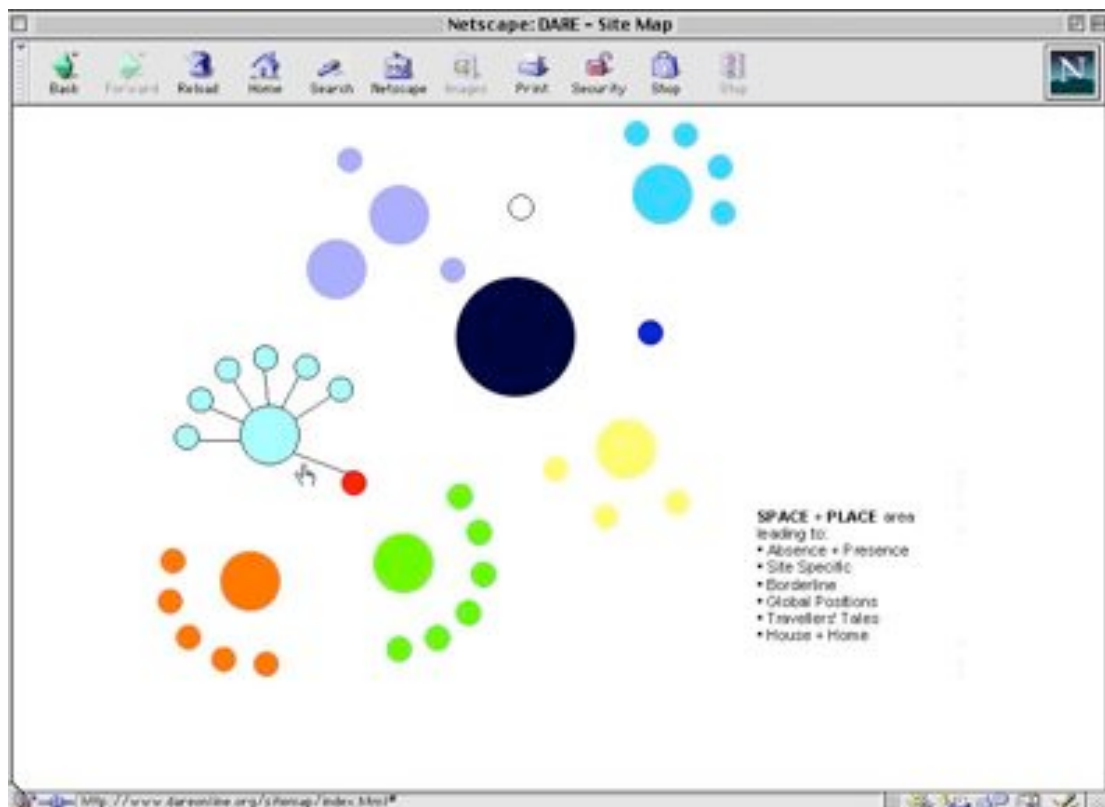 Netscape: DARE - Site Map
Back Forward Reload Home Search Netscape Images Print Security Shop Stop
N
SPACE + PLACE area
leading to:
• Absence + Presence
• Site Specific
• Borderline
• Global Positions
• Travellers' Tales
• House + Home
http://www.dareonline.org/sitemap/index.html#